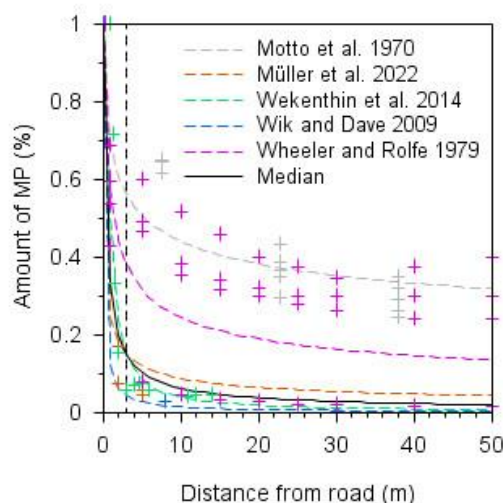 1
0.8
0.6
0.4
0.2
0
Amount of MP (%)
Motto et al. 1970
Müller et al. 2022
Wekenthin et al. 2014
Wik and Dave 2009
Wheeler and Rolfe 1979
Median
0 10 20 30 40 50
Distance from road (m)